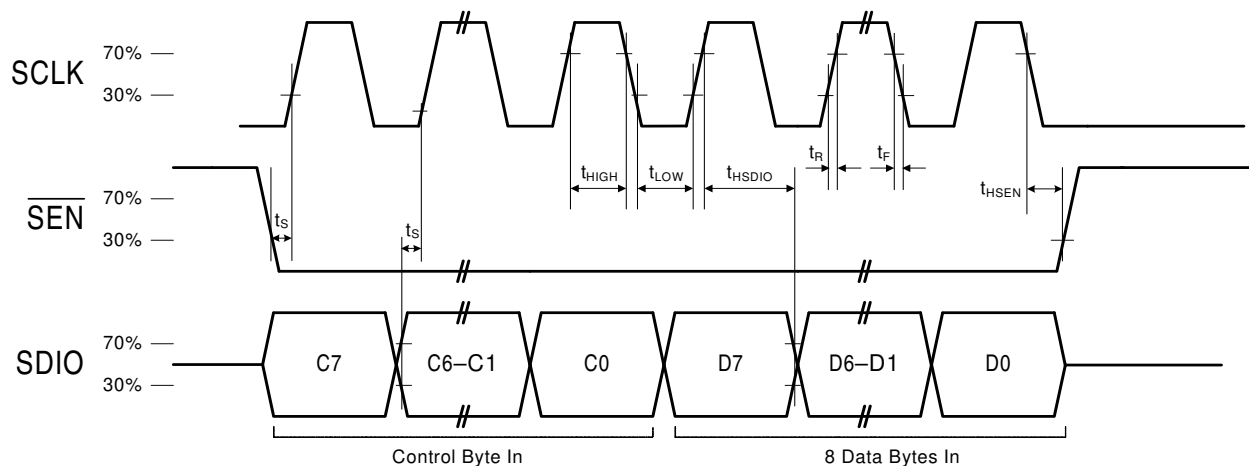 SCLK
70%
30%
tR
tF
tHIGH
tLOW
tHSDIO
tHSEN
SEN
70%
30%
tS
tS
SDIO
70%
30%
C7
C6–C1
C0
D7
D6–D1
D0
Control Byte In
8 Data Bytes In